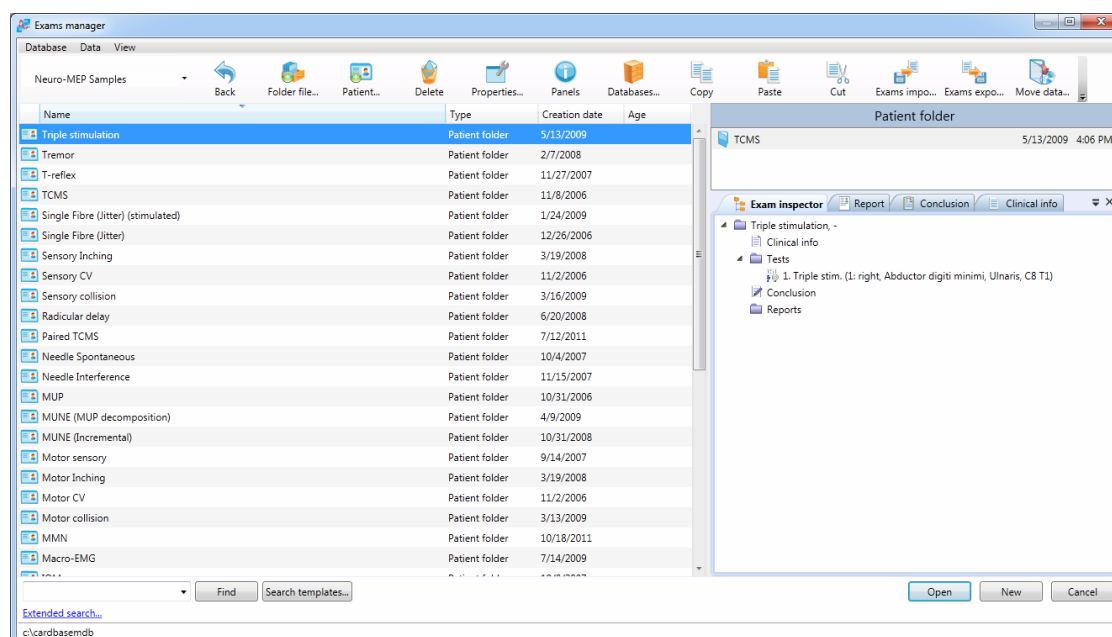 Exams manager
Database Data View
Neuro-MEP Samples
Back Folder file... Patient... Delete Properties... Panels Databases... Copy Paste Cut Exams impo... Exams expo... Move data...
Name Type Creation date Age
Triple stimulation Patient folder 5/13/2009
Tremor Patient folder 2/7/2008
T-reflex Patient folder 11/27/2007
TCMS Patient folder 11/8/2006
Single Fibre (Jitter) (stimulated) Patient folder 1/24/2009
Single Fibre (Jitter) Patient folder 12/26/2006
Sensory Inching Patient folder 3/19/2008
Sensory CV Patient folder 11/2/2006
Sensory collision Patient folder 3/16/2009
Radicular delay Patient folder 6/20/2008
Paired TCMS Patient folder 7/12/2011
Needle Spontaneous Patient folder 10/4/2007
Needle Interference Patient folder 11/15/2007
MUP Patient folder 10/31/2006
MUNE (MUP decomposition) Patient folder 4/9/2009
MUNE (Incremental) Patient folder 10/31/2008
Motor sensory Patient folder 9/14/2007
Motor Inching Patient folder 3/19/2008
Motor CV Patient folder 11/2/2006
Motor collision Patient folder 3/13/2009
MMN Patient folder 10/18/2011
Macro-EMG Patient folder 7/14/2009
Patient folder
TCMS 5/13/2009 4:06 PM
Exam inspector Report Conclusion Clinical info
Triple stimulation, -
Clinical info
Tests
1. Triple stim. (1: right, Abductor digiti minimi, Ulnaris, C8 T1)
Conclusion
Reports
Find Search templates... Open New Cancel
Extended search...
c:\cardbasemdb